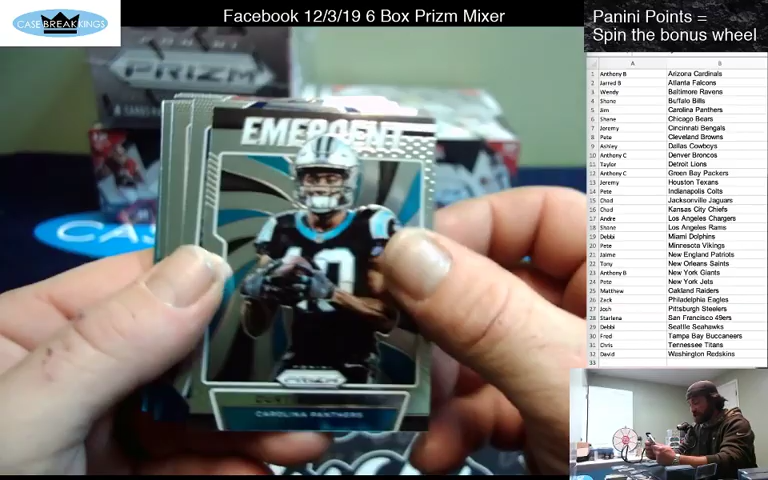 CASE BREAK KINGS
Facebook 12/3/19 6 Box Prizm Mixer
Panini Points =
Spin the bonus wheel
PRIZM
EMERGENT
PANINI
PRIZM
CAROLINA PANTHERS
A B
1 Anthony B Arizona Cardinals
2 Jarred B Atlanta Falcons
3 Wendy Baltimore Ravens
4 Shane Buffalo Bills
5 Jim Carolina Panthers
6 Shane Chicago Bears
7 Jeremy Cincinnati Bengals
8 Pete Cleveland Browns
9 Ashley Dallas Cowboys
10 Anthony C Denver Broncos
11 Taylor Detroit Lions
12 Anthony C Green Bay Packers
13 Jeremy Houston Texans
14 Pete Indianapolis Colts
15 Chad Jacksonville Jaguars
16 Chad Kansas City Chiefs
17 Andre Los Angeles Chargers
18 Shane Los Angeles Rams
19 Debbi Miami Dolphins
20 Pete Minnesota Vikings
21 Jaime New England Patriots
22 Tony New Orleans Saints
23 Anthony B New York Giants
24 Pete New York Jets
25 Matthew Oakland Raiders
26 Zack Philadelphia Eagles
27 Josh Pittsburgh Steelers
28 Starlena San Francisco 49ers
29 Debbi Seattle Seahawks
30 Fred Tampa Bay Buccaneers
31 Chris Tennessee Titans
32 David Washington Redskins
33